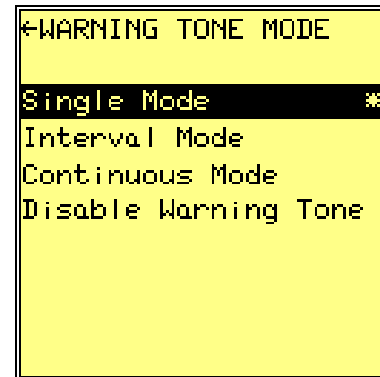 ←WARNING TONE MODE
Single Mode *
Interval Mode
Continuous Mode
Disable Warning Tone